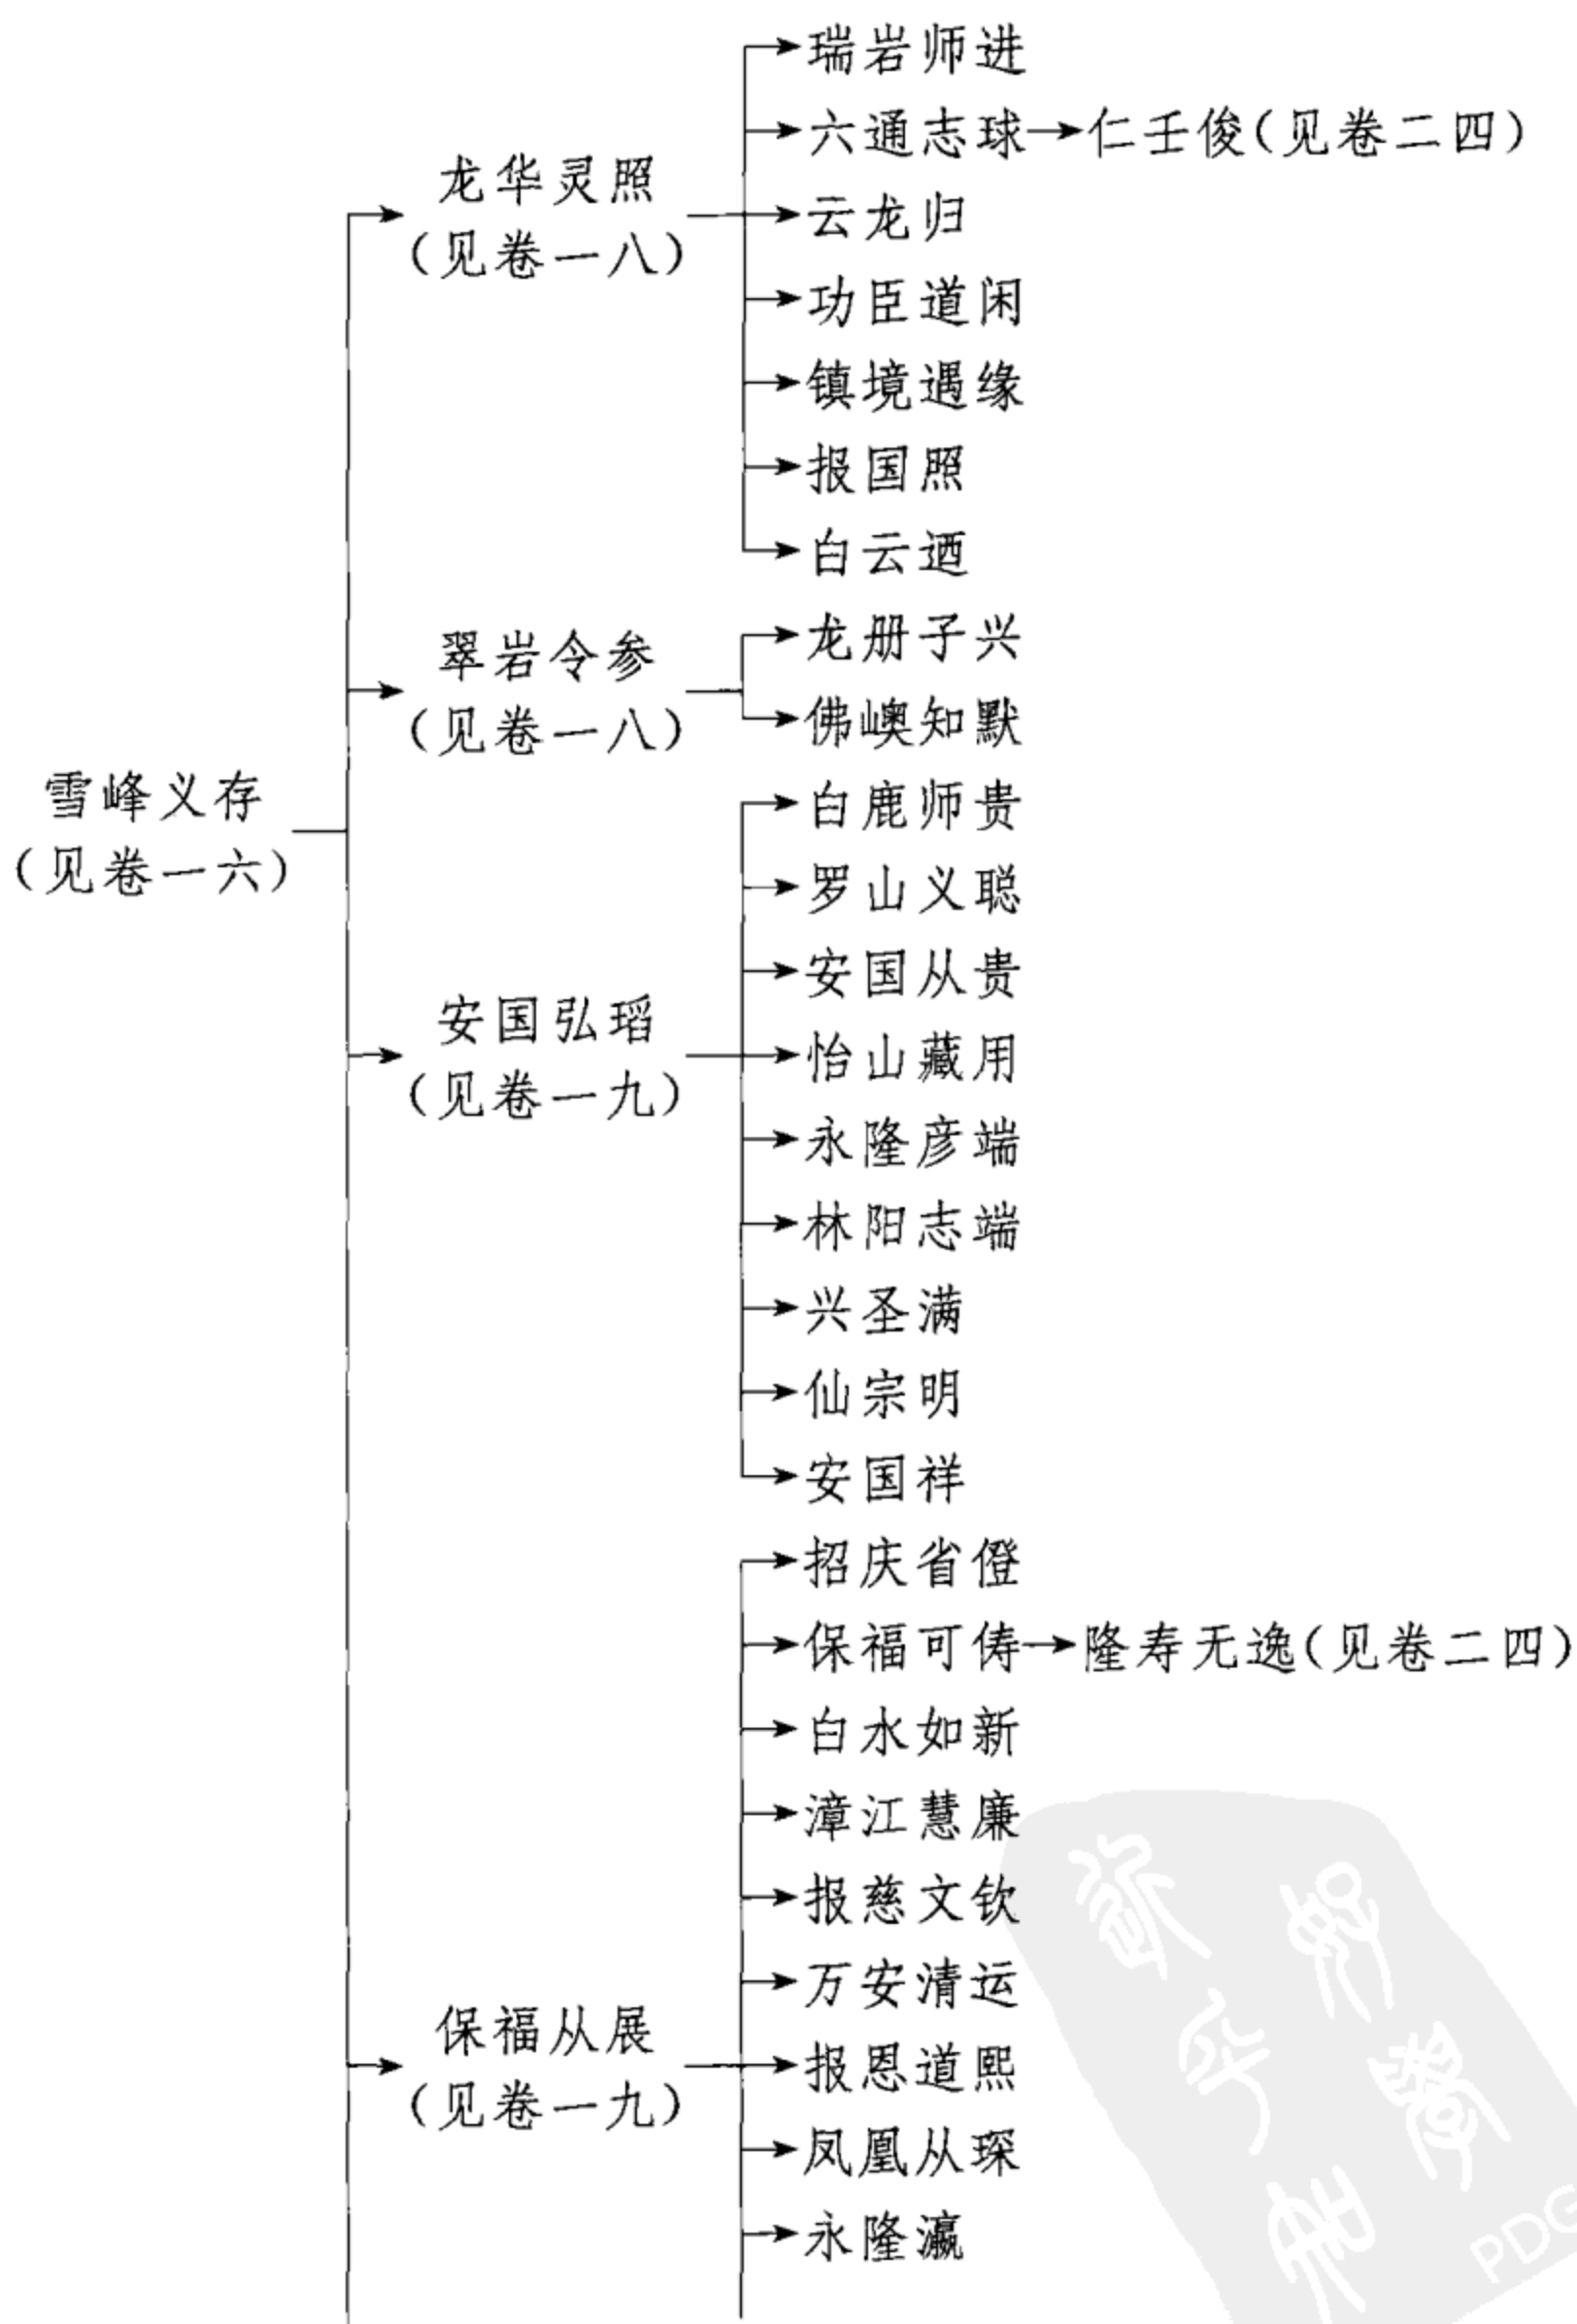 雪峰义存
(见卷一六)
龙华灵照
(见卷一八)
瑞岩师进
六通志球→仁王俊(见卷二四)
云龙归
功臣道闲
镇境遇缘
报国照
白云迺
翠岩令参
(见卷一八)
龙册子兴
佛嶴知默
安国弘瑫
(见卷一九)
白鹿师贵
罗山义聪
安国从贵
怡山藏用
永隆彦端
林阳志端
兴圣满
仙宗明
安国祥
保福从展
(见卷一九)
招庆省僜
保福可俦→隆寿无逸(见卷二四)
白水如新
漳江慧廉
报慈文钦
万安清运
报恩道熙
凤凰从琛
永隆瀛
PDG